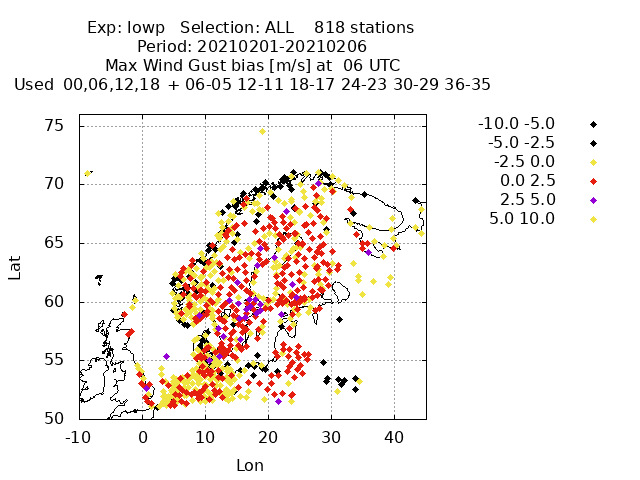 Exp: Iowp   Selection: ALL    818 stations
Period: 20210201-20210206
Max Wind Gust bias [m/s] at  06 UTC
Used  00,06,12,18  + 06-05 12-11 18-17 24-23 30-29 36-35
-10.0 -5.0
-5.0 -2.5
-2.5 0.0
0.0 2.5
2.5 5.0
5.0 10.0
75
70
65
60
55
50
Lat
-10 0 10 20 30 40
Lon